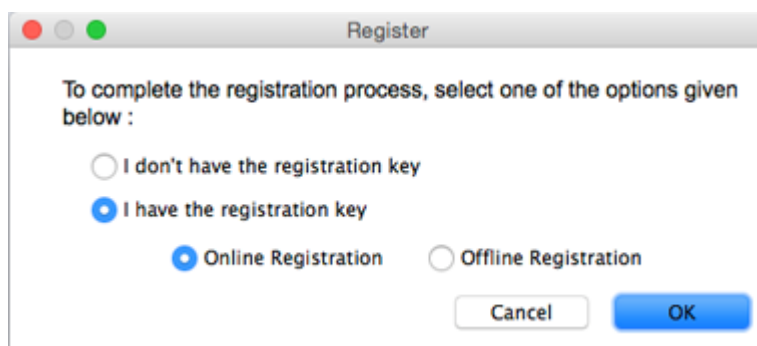 Register
To complete the registration process, select one of the options given
below :
I don't have the registration key
I have the registration key
Online Registration Offline Registration
Cancel OK